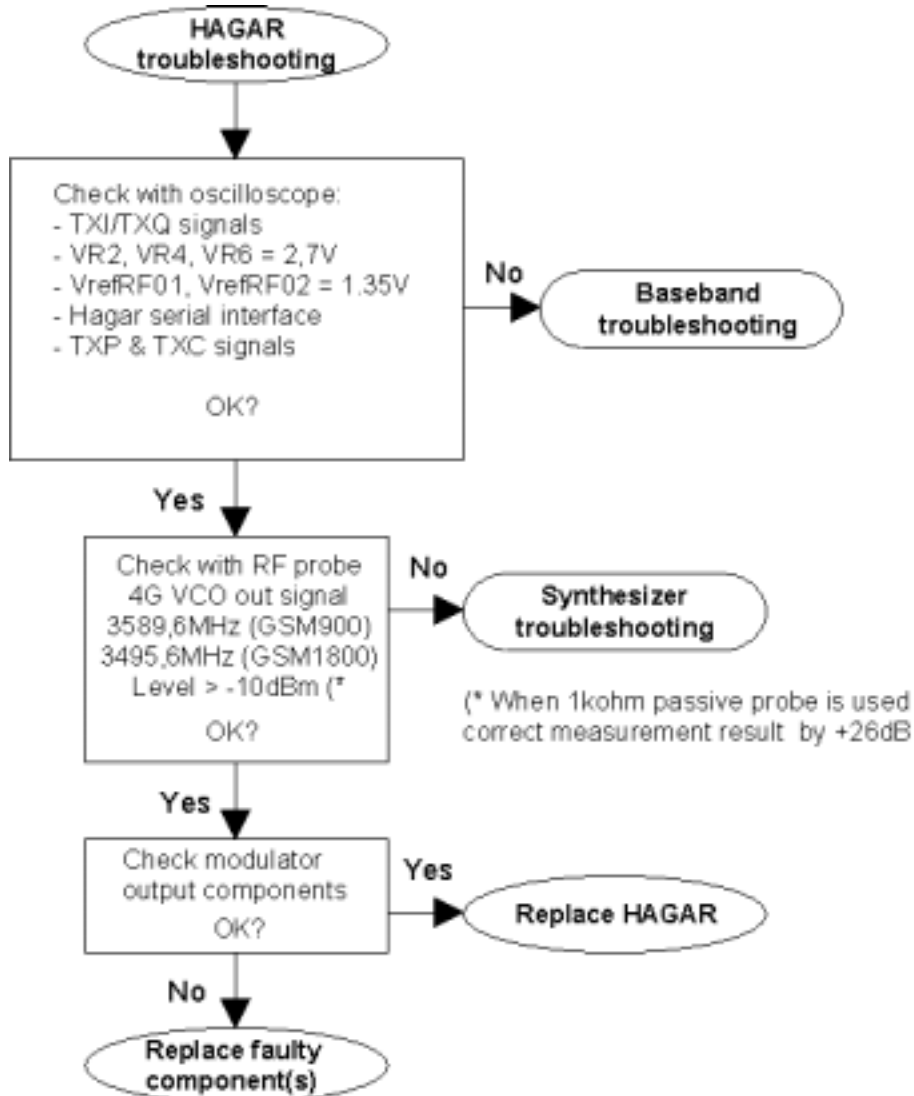 HAGAR
troubleshooting
Check with oscilloscope:
- TXI/TXQ signals
- VR2, VR4, VR6 = 2,7V
- VrefRF01, VrefRF02 = 1.35V
- Hagar serial interface
- TXP & TXC signals
OK?
No
Baseband
troubleshooting
Yes
Check with RF probe
4G VCO out signal
3589,6MHz (GSM900)
3495,6MHz (GSM1800)
Level > -10dBm (*
OK?
No
Synthesizer
troubleshooting
(* When 1kohm passive probe is used
correct measurement result by +26dB
Yes
Check modulator
output components
OK?
Yes
Replace HAGAR
No
Replace faulty
component(s)